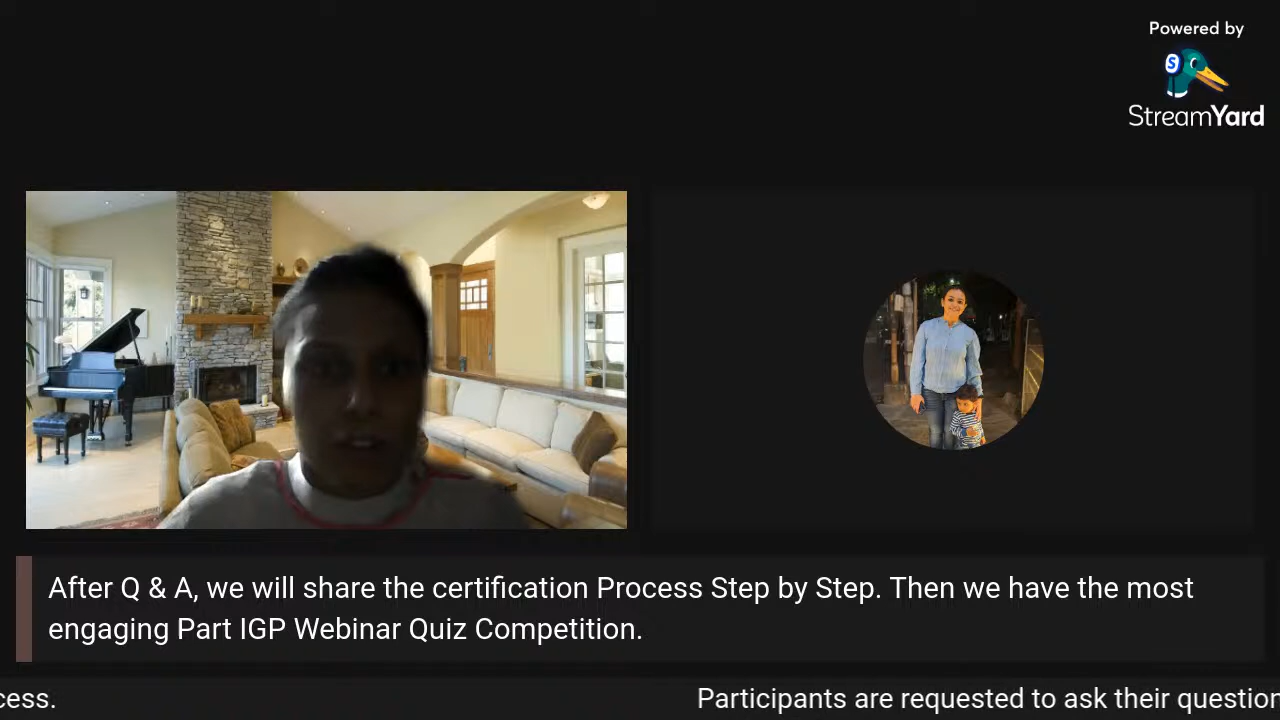 Powered by
S
StreamYard
After Q & A, we will share the certification Process Step by Step. Then we have the most
engaging Part IGP Webinar Quiz Competition.
cess. Participants are requested to ask their question